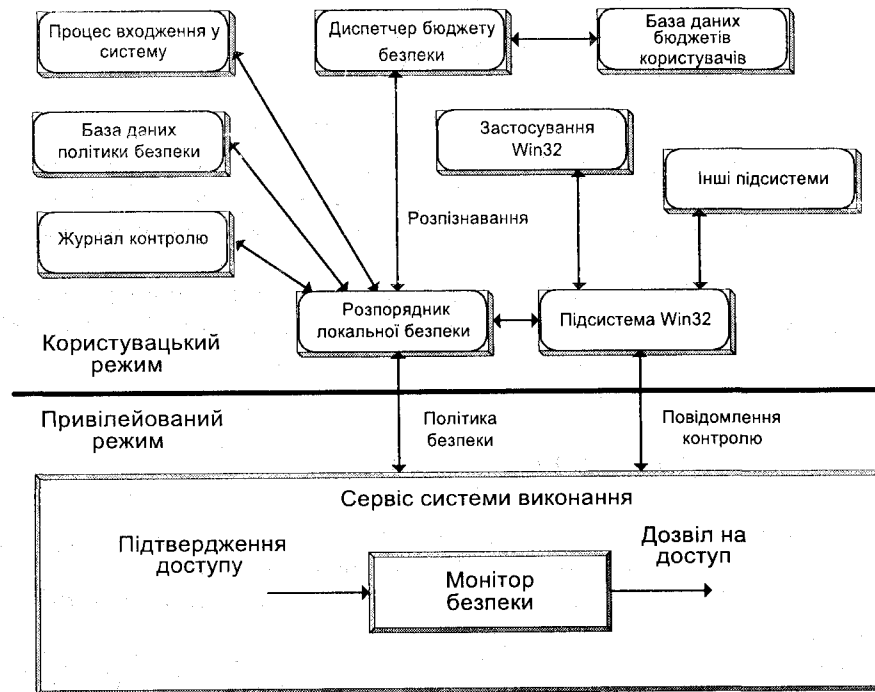 Процес входження у
систему
Диспетчер бюджету
безпеки
База даних
бюджетів
користувачів
База даних
політики безпеки
Застосування
Win32
Інші підсистеми
Журнал контролю
Розпізнавання
Розпорядник
локальної безпеки
Підсистема Win32
Користувацький
режим
Привілейований
режим
Політика
безпеки
Повідомлення
контролю
Сервіс системи виконання
Підтвердження
доступу
Монітор
безпеки
Дозвіл на
доступ